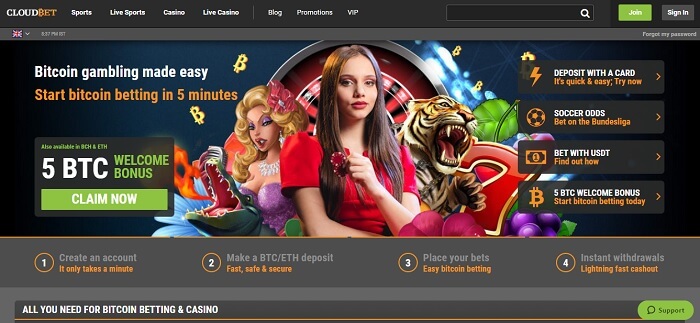 CLOUDBET
Sports
Live Sports
Casino
Live Casino
Blog
Promotions
VIP
Join
Sign In
Forgot my password
Bitcoin gambling made easy
Start bitcoin betting in 5 minutes
Also available in BCH & ETH
5 BTC WELCOME BONUS
CLAIM NOW
DEPOSIT WITH A CARD
It's quick & easy; Try now
SOCCER ODDS
Bet on the Bundesliga
BET WITH USDT
Find out how
5 BTC WELCOME BONUS
Start bitcoin betting today
1 Create an account
It only takes a minute
2 Make a BTC/ETH deposit
Fast, safe & secure
3 Place your bets
Easy bitcoin betting
4 Instant withdrawals
Lightning fast cashout
ALL YOU NEED FOR BITCOIN BETTING & CASINO
Support